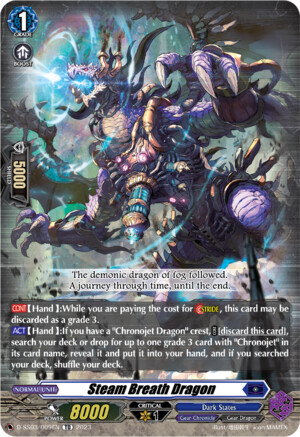 1
GRADE
BOOST
5000
SHIELD
The demonic dragon of fog followed.
A journey through time, until the end.
CONT【Hand】:While you are paying the cost for STRIDE, this card may be
discarded as a grade 3.
ACT【Hand】:If you have a "Chronojet Dragon" crest, COST [discard this card],
search your deck or drop for up to one grade 3 card with "Chronojet" in
its card name, reveal it and put it into your hand, and if you searched
your deck, shuffle your deck.
NORMAL UNIT
Steam Breath Dragon
POWER 8000
CRITICAL
1
Dark States
Gear Chronicle
Gear Dragon
2023